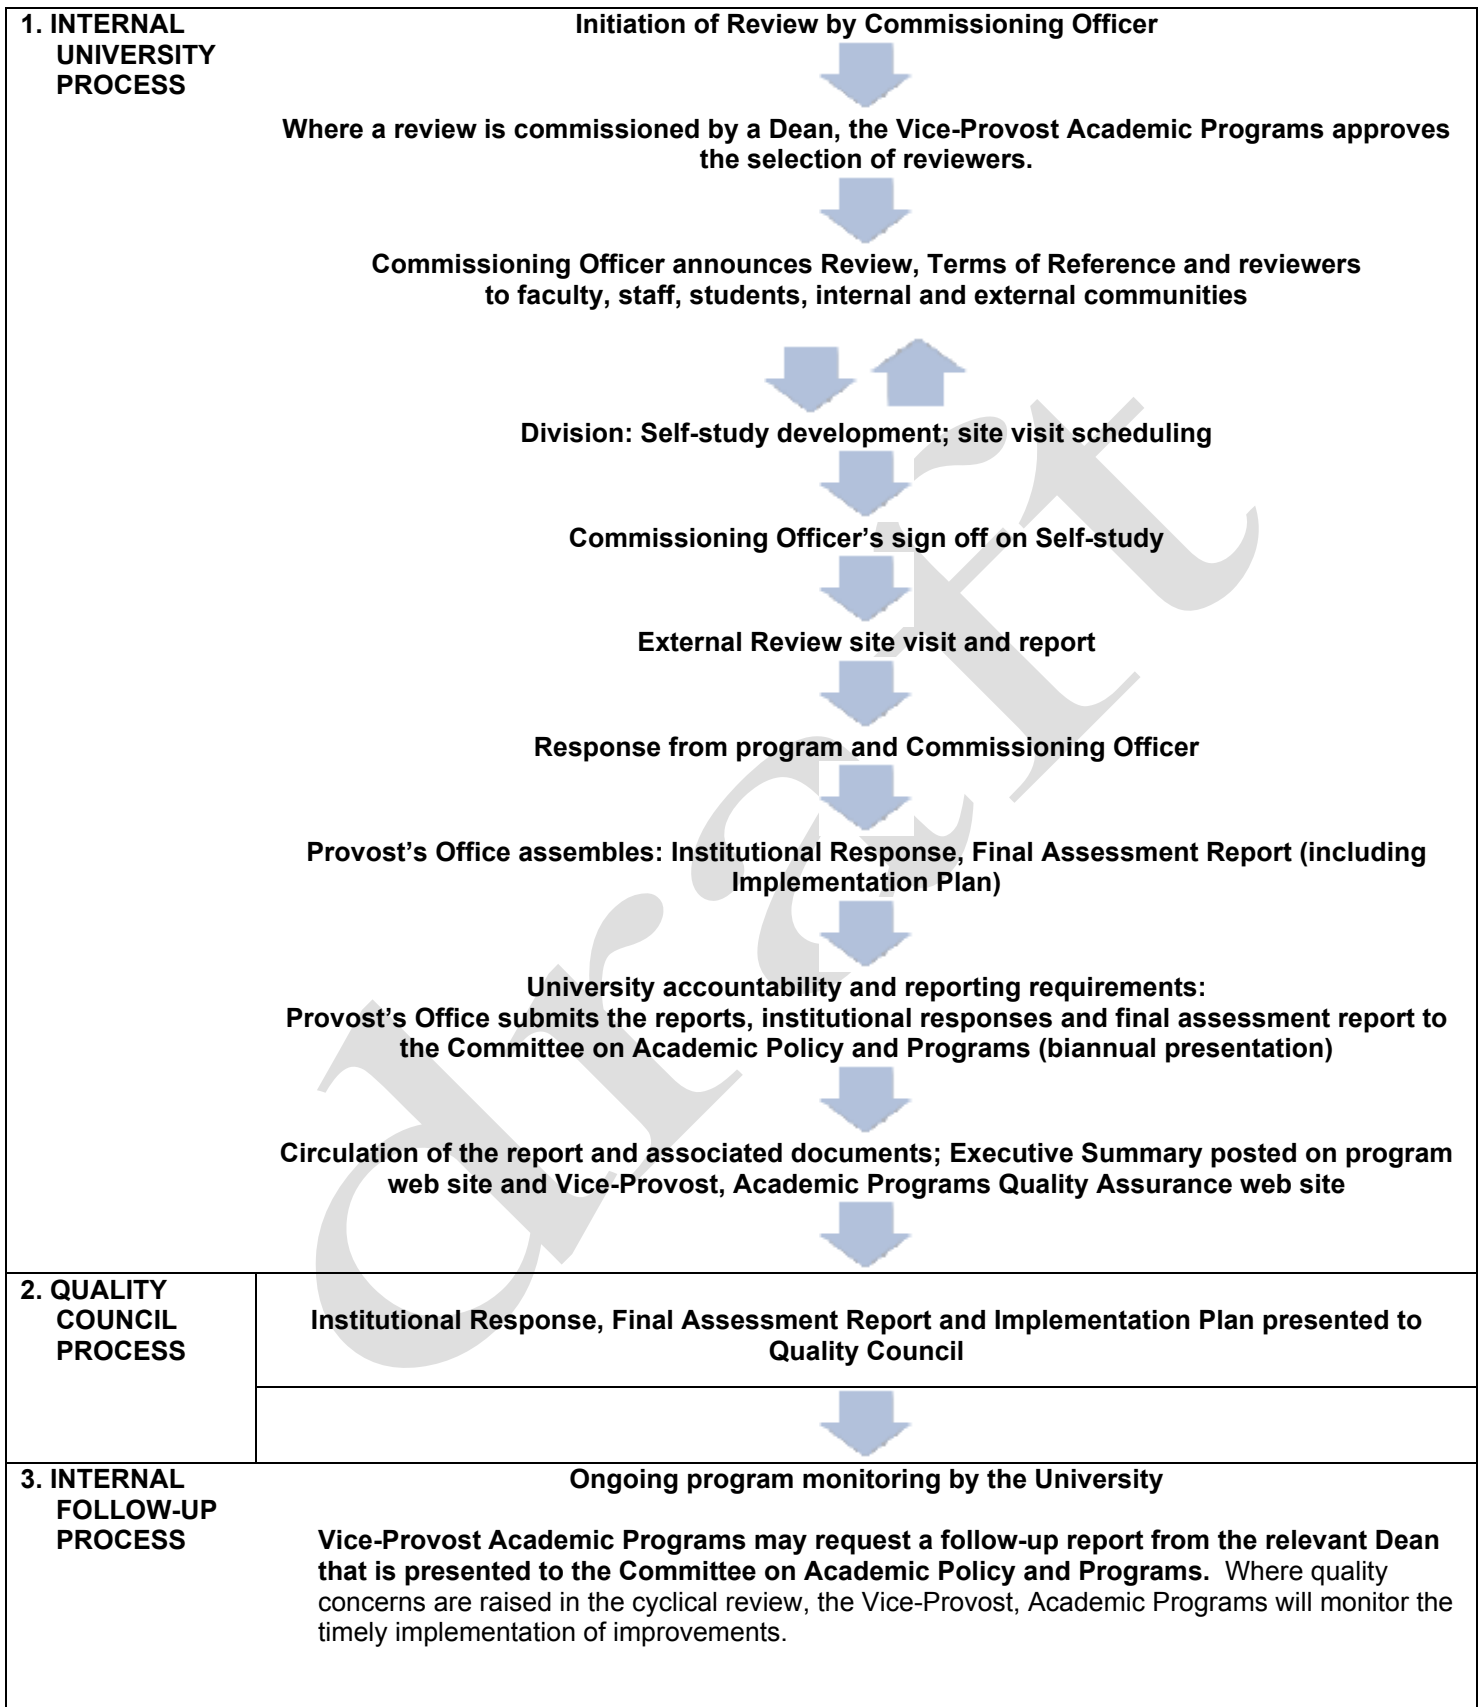 1. INTERNAL
UNIVERSITY
PROCESS
Initiation of Review by Commissioning Officer
Where a review is commissioned by a Dean, the Vice-Provost Academic Programs approves
the selection of reviewers.
Commissioning Officer announces Review, Terms of Reference and reviewers
to faculty, staff, students, internal and external communities
Division: Self-study development; site visit scheduling
Commissioning Officer’s sign off on Self-study
External Review site visit and report
Response from program and Commissioning Officer
Provost’s Office assembles: Institutional Response, Final Assessment Report (including
Implementation Plan)
University accountability and reporting requirements:
Provost’s Office submits the reports, institutional responses and final assessment report to
the Committee on Academic Policy and Programs (biannual presentation)
Circulation of the report and associated documents; Executive Summary posted on program
web site and Vice-Provost, Academic Programs Quality Assurance web site
2. QUALITY
COUNCIL
PROCESS
Institutional Response, Final Assessment Report and Implementation Plan presented to
Quality Council
3. INTERNAL
FOLLOW-UP
PROCESS
Ongoing program monitoring by the University
Vice-Provost Academic Programs may request a follow-up report from the relevant Dean
that is presented to the Committee on Academic Policy and Programs. Where quality
concerns are raised in the cyclical review, the Vice-Provost, Academic Programs will monitor the
timely implementation of improvements.
draft